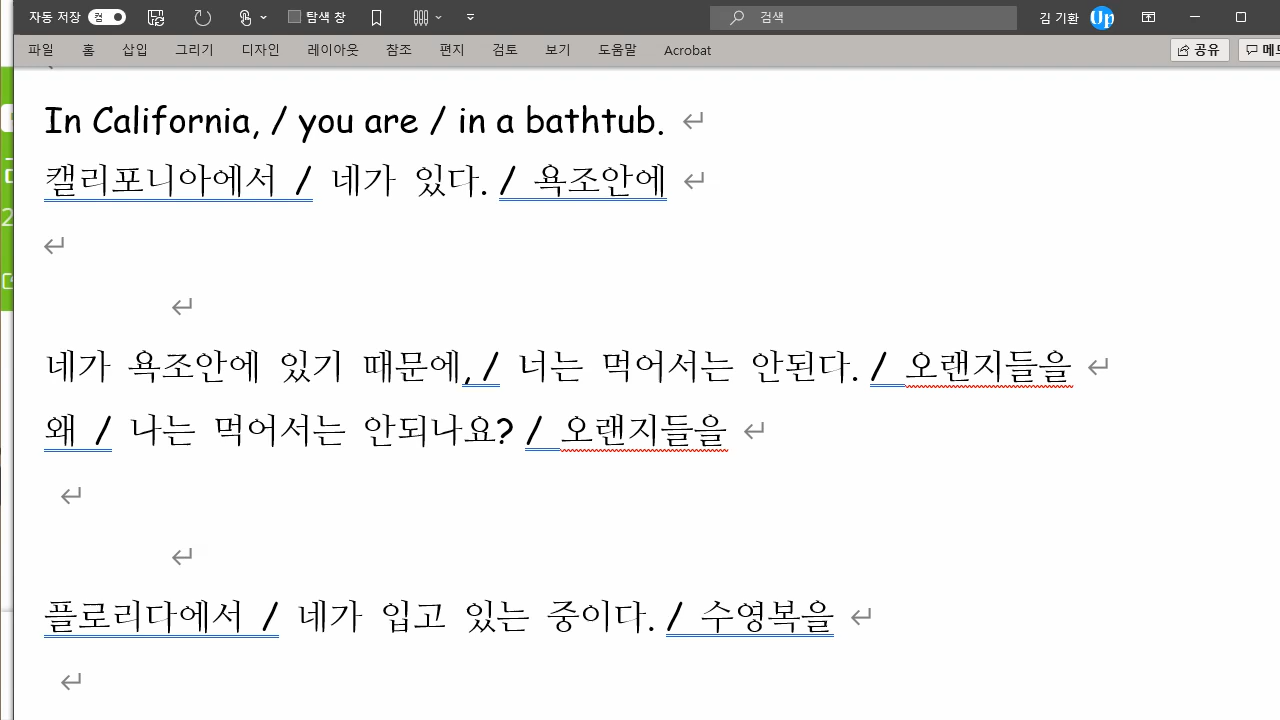 자동 저장 컴 탐색 창 검색 김 기환 Up
파일 홈 삽입 그리기 디자인 레이아웃 참조 편지 검토 보기 도움말 Acrobat 공유
In California, / you are / in a bathtub.
캘리포니아에서 / 네가 있다. / 욕조안에
네가 욕조안에 있기 때문에, / 너는 먹어서는 안된다. / 오랜지들을
왜 / 나는 먹어서는 안되나요? / 오랜지들을
플로리다에서 / 네가 입고 있는 중이다. / 수영복을